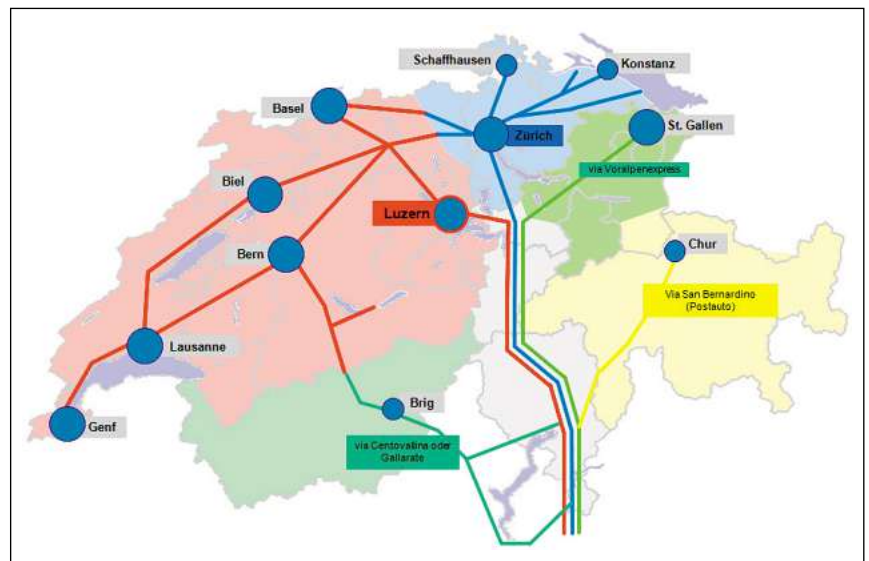 Schaffhausen
Konstanz
Basel
Zürich
St. Gallen
via Voralpenexpress
Biel
Luzern
Bern
Chur
Via San Bernardino
(Postauto)
Lausanne
Brig
Genf
via Centovallina oder
Gallarate